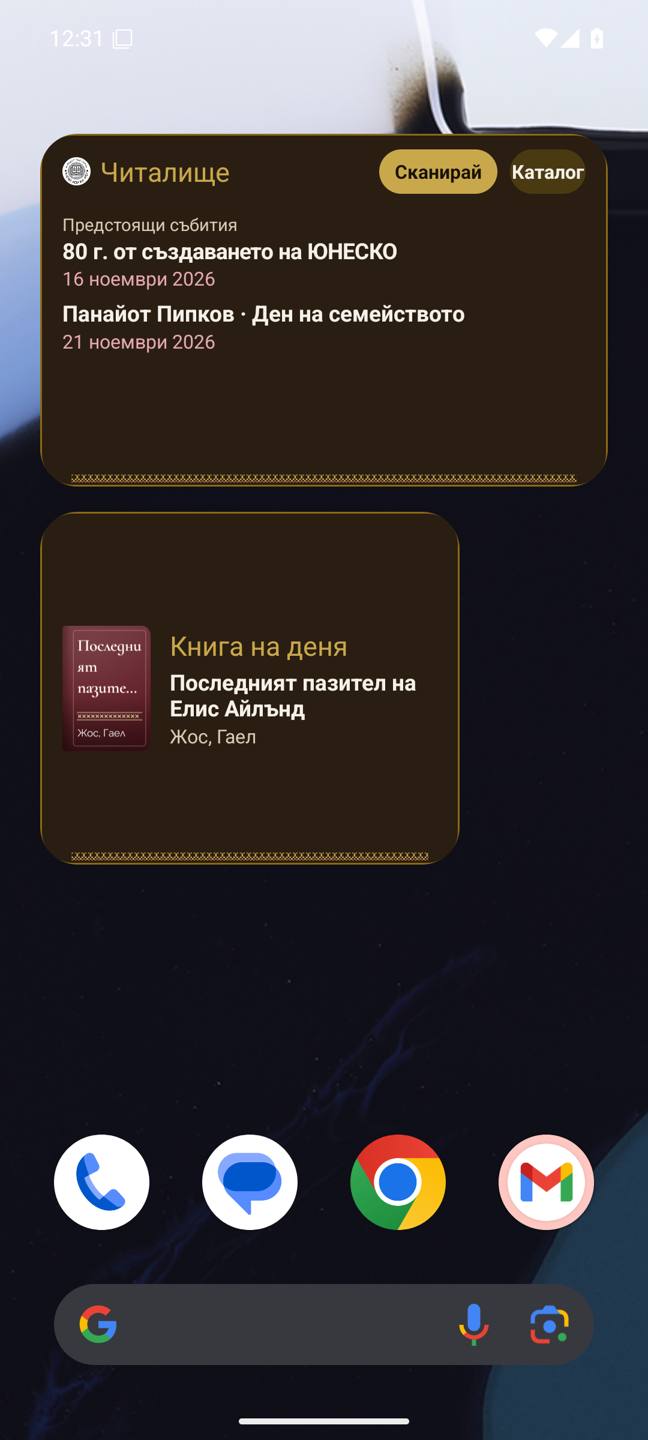 12:31
Читалище
Сканирай
Каталог
Предстоящи събития
80 г. от създаването на ЮНЕСКО
16 ноември 2026
Панайот Пипков · Ден на семейството
21 ноември 2026
Последни
ят
пазите...
Жос, Гаел
Книга на деня
Последният пазител на
Елис Айлънд
Жос, Гаел